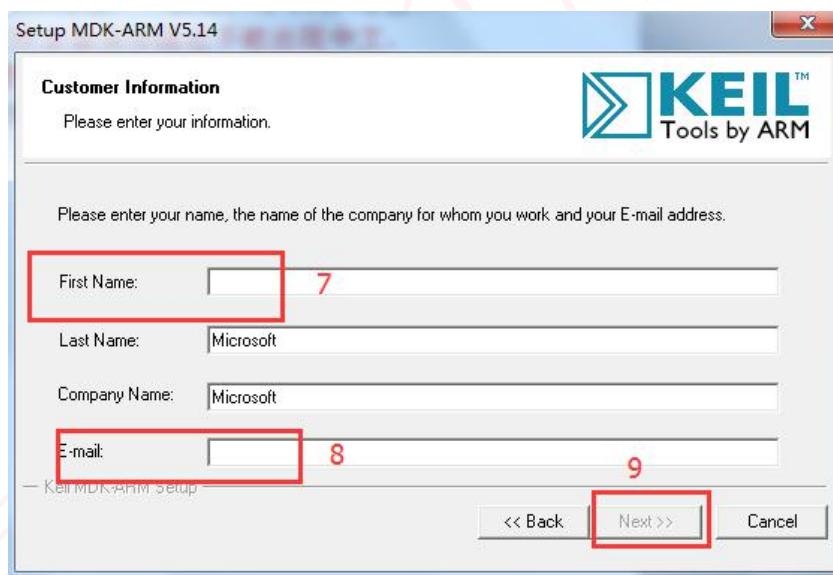 Setup MDK-ARM V5.14
Customer Information
Please enter your information.
KEIL™
Tools by ARM
Please enter your name, the name of the company for whom you work and your E-mail address.
First Name: 7
Last Name: Microsoft
Company Name: Microsoft
E-mail: 8
Keil MDK-ARM Setup
9
<< Back Next >> Cancel